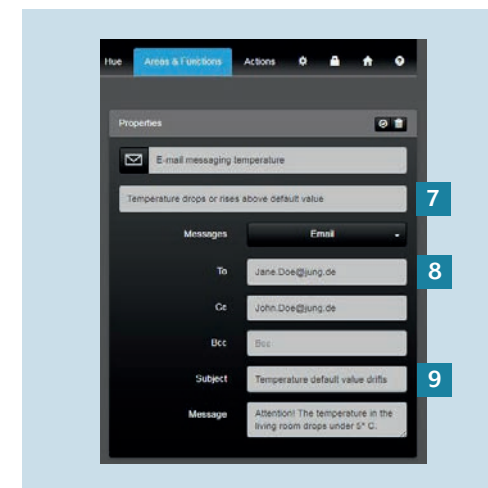 Hue Areas & Functions Actions
Properties
E-mail messaging temperature
Temperature drops or rises above default value
7
Messages Email
To Jane.Doe@jung.de
8
Cc John.Doe@jung.de
Bcc Bcc
Subject Temperature default value drifts
9
Message Attention! The temperature in the
living room drops under 5° C.